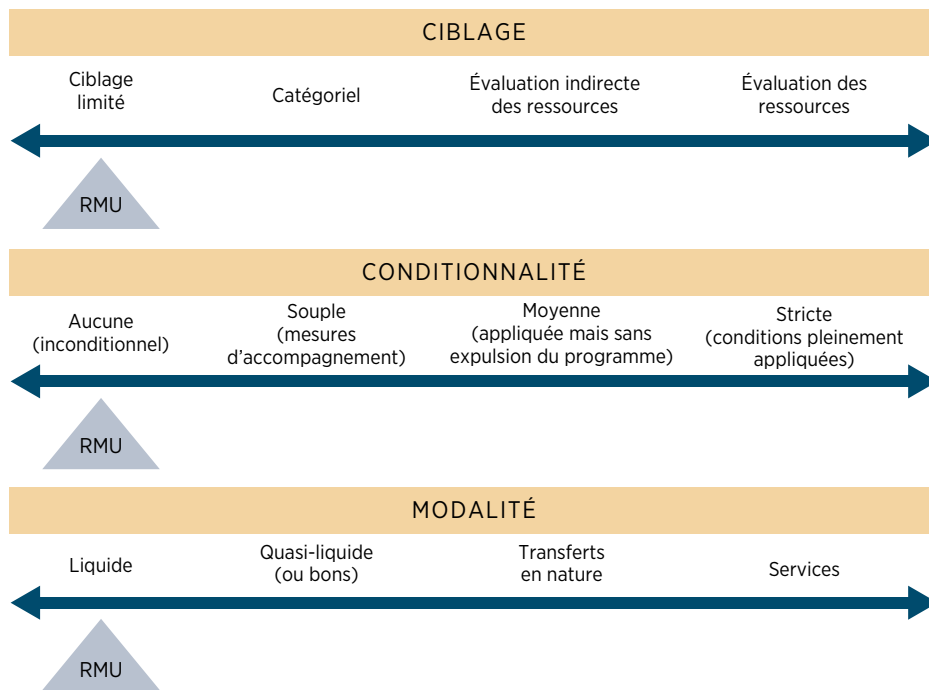 CIBLAGE
Ciblage
limité
Catégoriel
Évaluation indirecte
des ressources
Évaluation des
ressources
RMU
CONDITIONNALITÉ
Aucune
(inconditionnel)
Souple
(mesures
d’accompagnement)
Moyenne
(appliquée mais sans
expulsion du programme)
Stricte
(conditions pleinement
appliquées)
RMU
MODALITÉ
Liquide
Quasi-liquide
(ou bons)
Transferts
en nature
Services
RMU